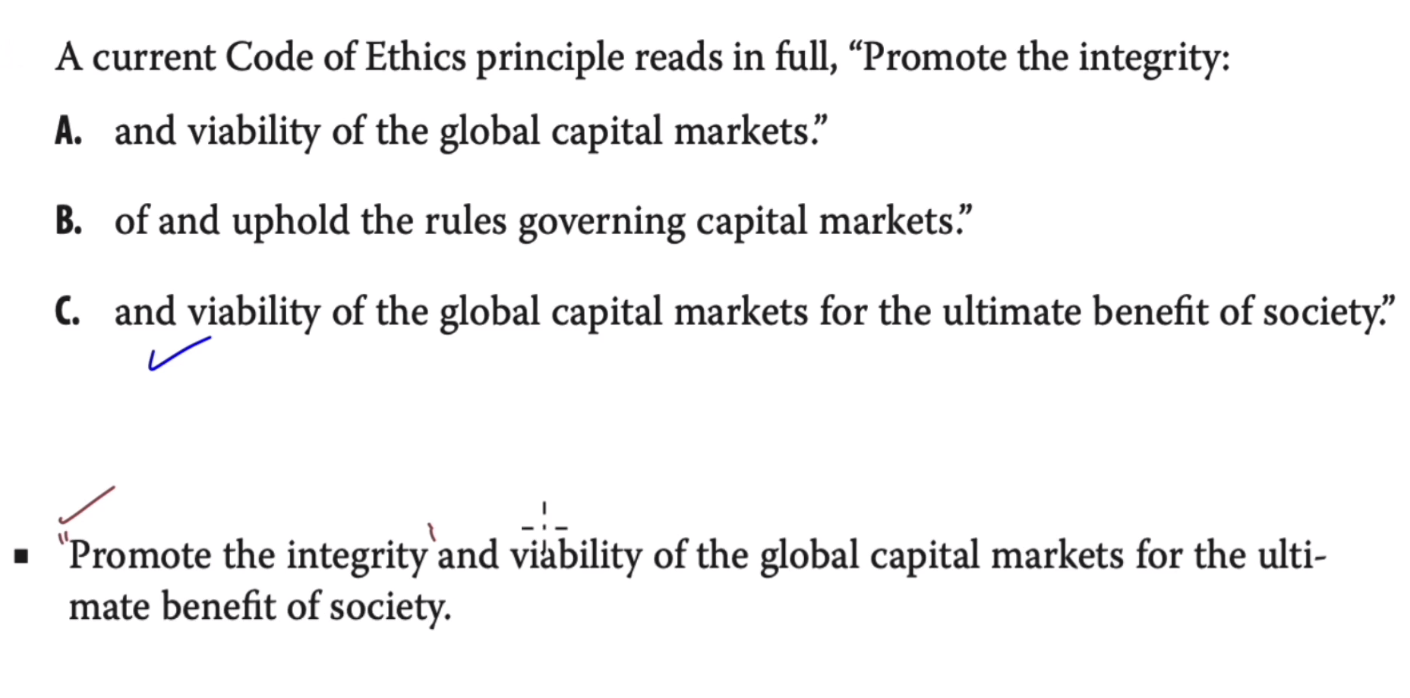 A current Code of Ethics principle reads in full, “Promote the integrity:
A. and viability of the global capital markets.”
B. of and uphold the rules governing capital markets.”
C. and viability of the global capital markets for the ultimate benefit of society.”
▪ "Promote the integrity and viability of the global capital markets for the ulti-
mate benefit of society.